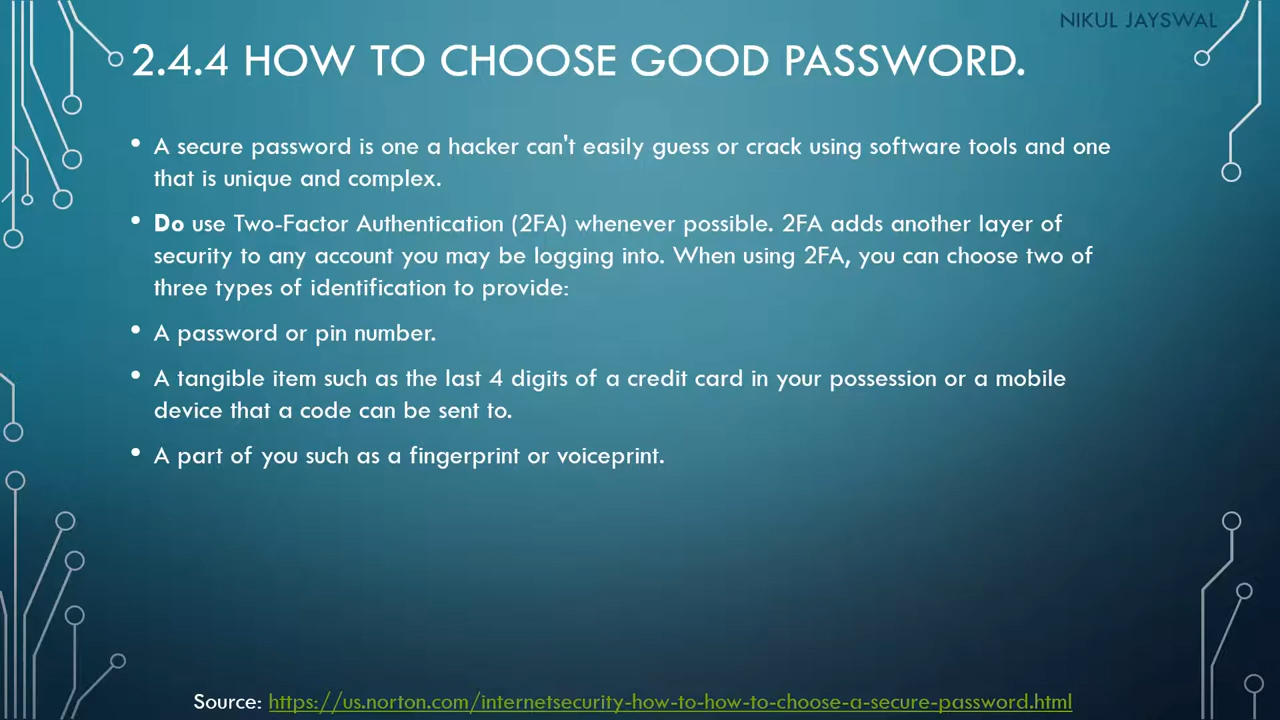 NIKUL JAYSWAL
2.4.4 HOW TO CHOOSE GOOD PASSWORD.
• A secure password is one a hacker can't easily guess or crack using software tools and one
that is unique and complex.
• Do use Two-Factor Authentication (2FA) whenever possible. 2FA adds another layer of
security to any account you may be logging into. When using 2FA, you can choose two of
three types of identification to provide:
• A password or pin number.
• A tangible item such as the last 4 digits of a credit card in your possession or a mobile
device that a code can be sent to.
• A part of you such as a fingerprint or voiceprint.
Source: https://us.norton.com/internetsecurity-how-to-how-to-choose-a-secure-password.html